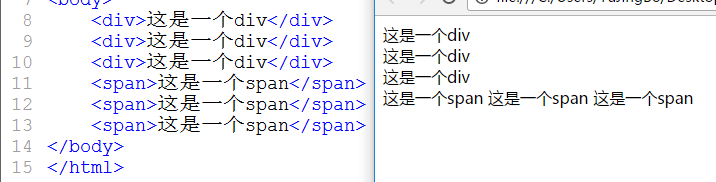 7 <body>
8 <div>这是一个div</div>
9 <div>这是一个div</div>
10 <div>这是一个div</div>
11 <span>这是一个span</span>
12 <span>这是一个span</span>
13 <span>这是一个span</span>
14 </body>
15 </html>
这是一个div
这是一个div
这是一个div
这是一个span 这是一个span 这是一个span